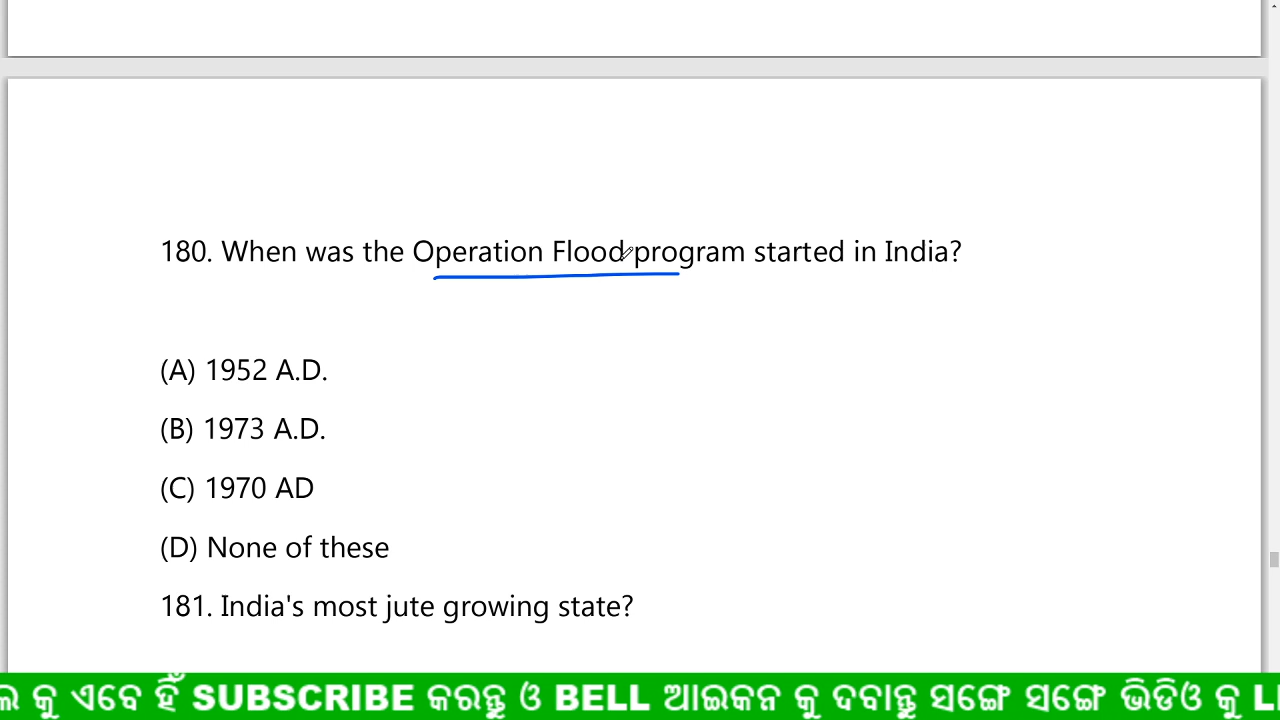 180. When was the Operation Flood program started in India?
(A) 1952 A.D.
(B) 1973 A.D.
(C) 1970 AD
(D) None of these
181. India's most jute growing state?
କୁ ଏବେ ହିଁ SUBSCRIBE କରନ୍ତୁ ଓ BELL ଆଇକନ କୁ ଦବାନ୍ତୁ ସଙ୍ଗେ ସଙ୍ଗେ ଭିଡିଓ କୁ